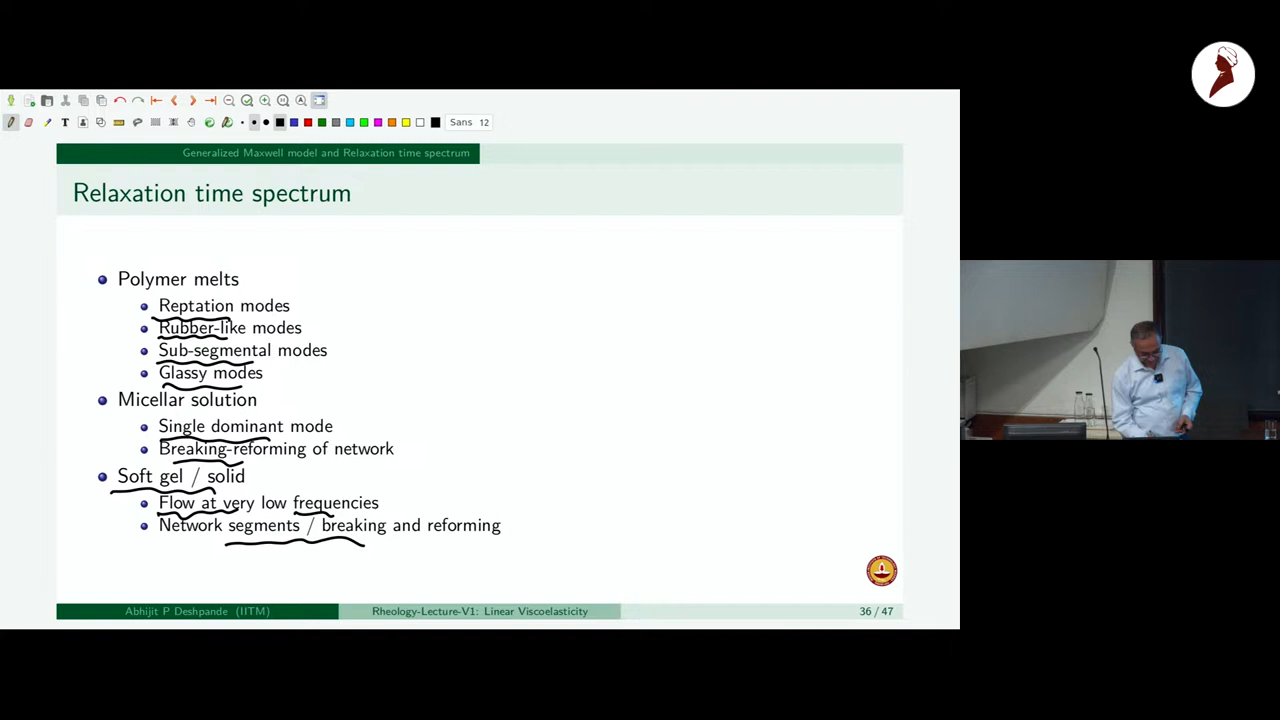 Sans 12
Generalized Maxwell model and Relaxation time spectrum
Relaxation time spectrum
Polymer melts
Reptation modes
Rubber-like modes
Sub-segmental modes
Glassy modes
Micellar solution
Single dominant mode
Breaking-reforming of network
Soft gel / solid
Flow at very low frequencies
Network segments / breaking and reforming
Abhijit P Deshpande (IITM) Rheology-Lecture-V1: Linear Viscoelasticity 36 / 47